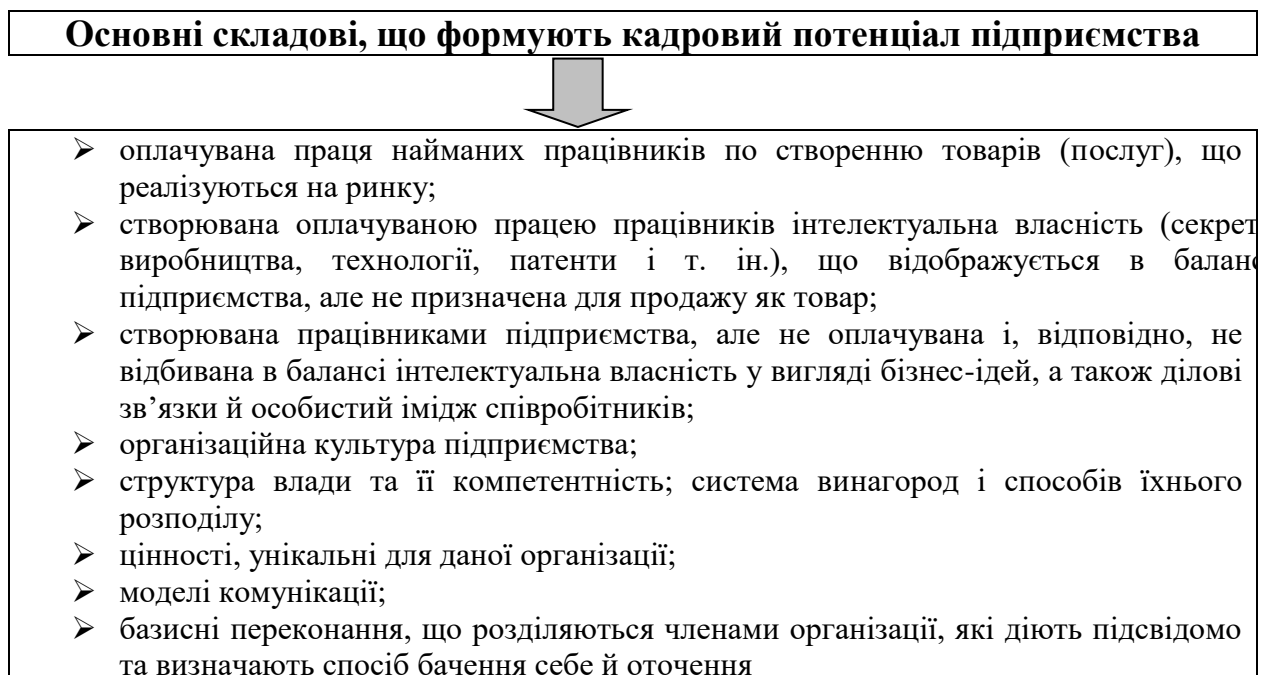 Основні складові, що формують кадровий потенціал підприємства
➢ оплачувана праця найманих працівників по створенню товарів (послуг), що
реалізуються на ринку;
➢ створювана оплачуваною працею працівників інтелектуальна власність (секрет
виробництва, технології, патенти і т. ін.), що відображується в баланс
підприємства, але не призначена для продажу як товар;
➢ створювана працівниками підприємства, але не оплачувана і, відповідно, не
відбивана в балансі інтелектуальна власність у вигляді бізнес-ідей, а також ділові
зв’язки й особистий імідж співробітників;
➢ організаційна культура підприємства;
➢ структура влади та її компетентність; система винагород і способів їхнього
розподілу;
➢ цінності, унікальні для даної організації;
➢ моделі комунікації;
➢ базисні переконання, що розділяються членами організації, які діють підсвідомо
та визначають спосіб бачення себе й оточення